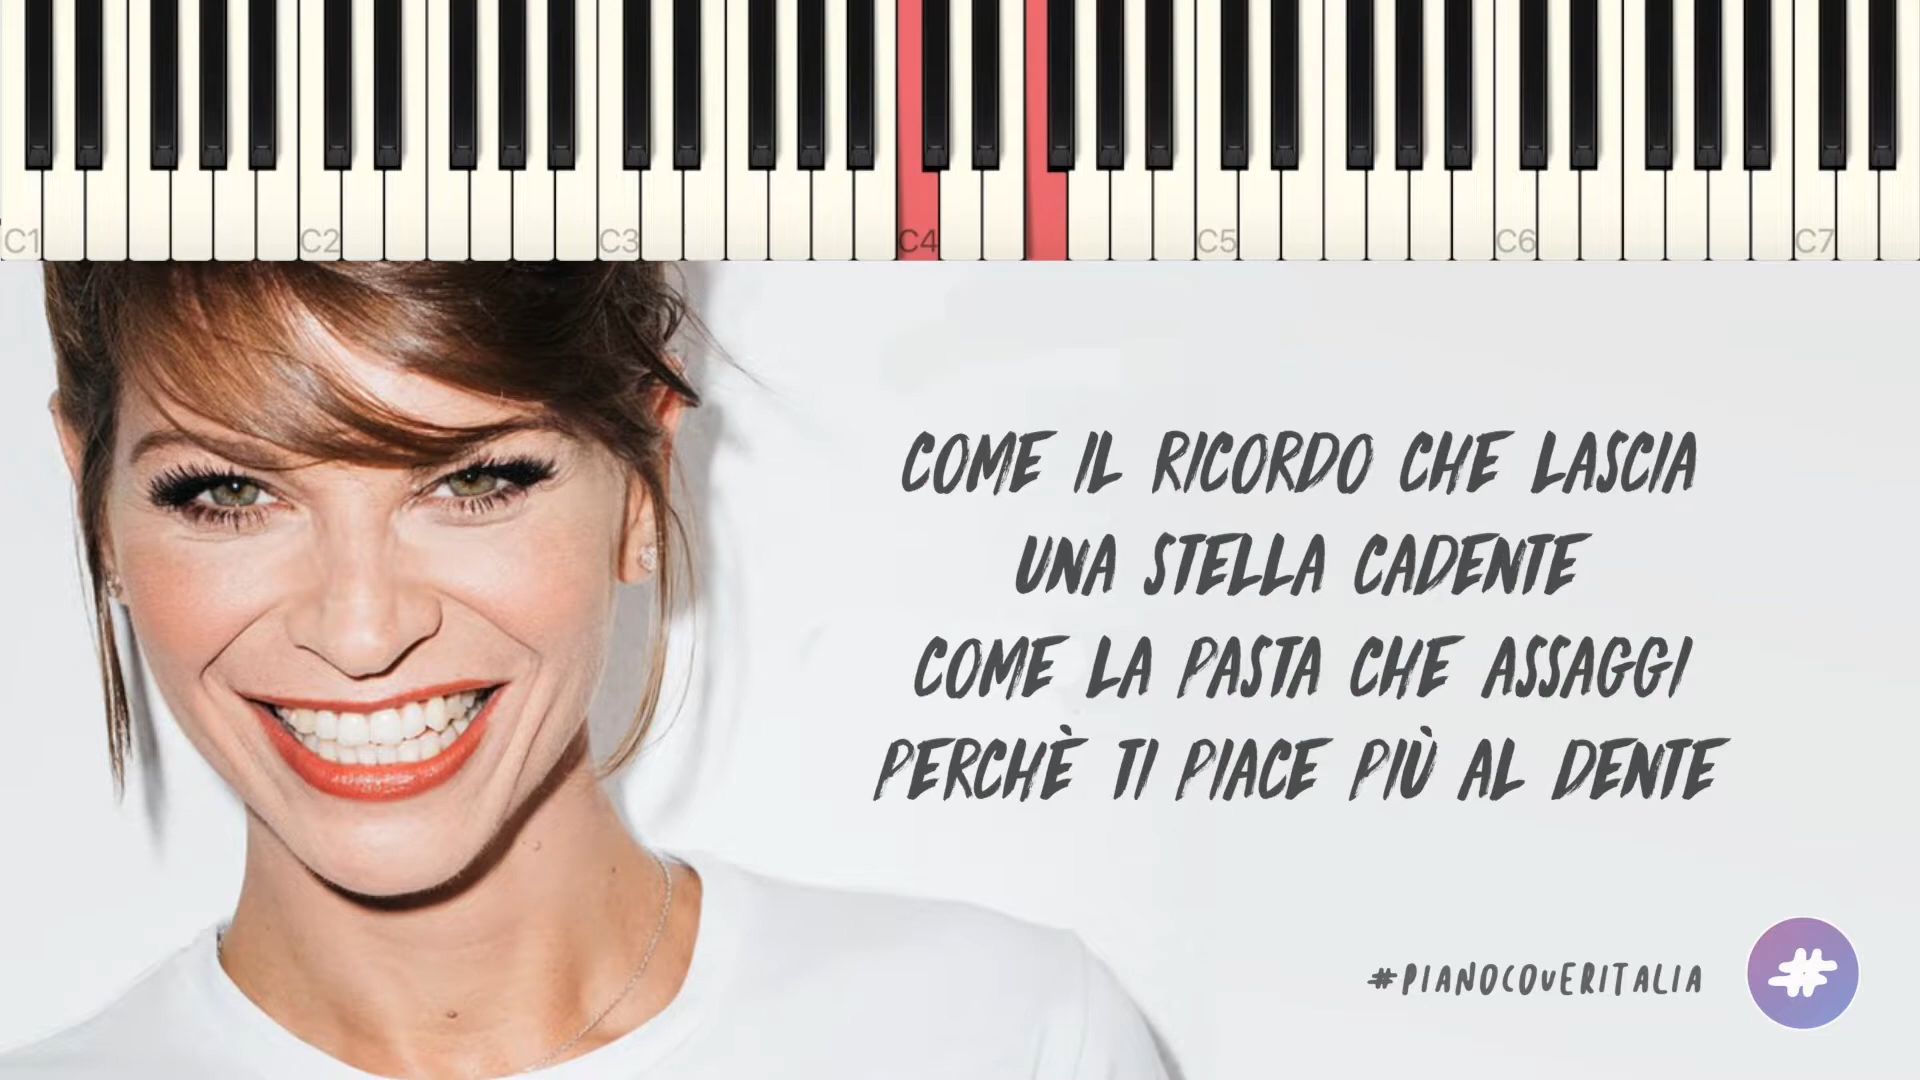 C1 C2 C3 C4 C5 C6 C7
COME IL RICORDO CHE LASCIA
UNA STELLA CADENTE
COME LA PASTA CHE ASSAGGI
PERCHÈ TI PIACE PIÙ AL DENTE
#PIANOCOVERITALIA
#